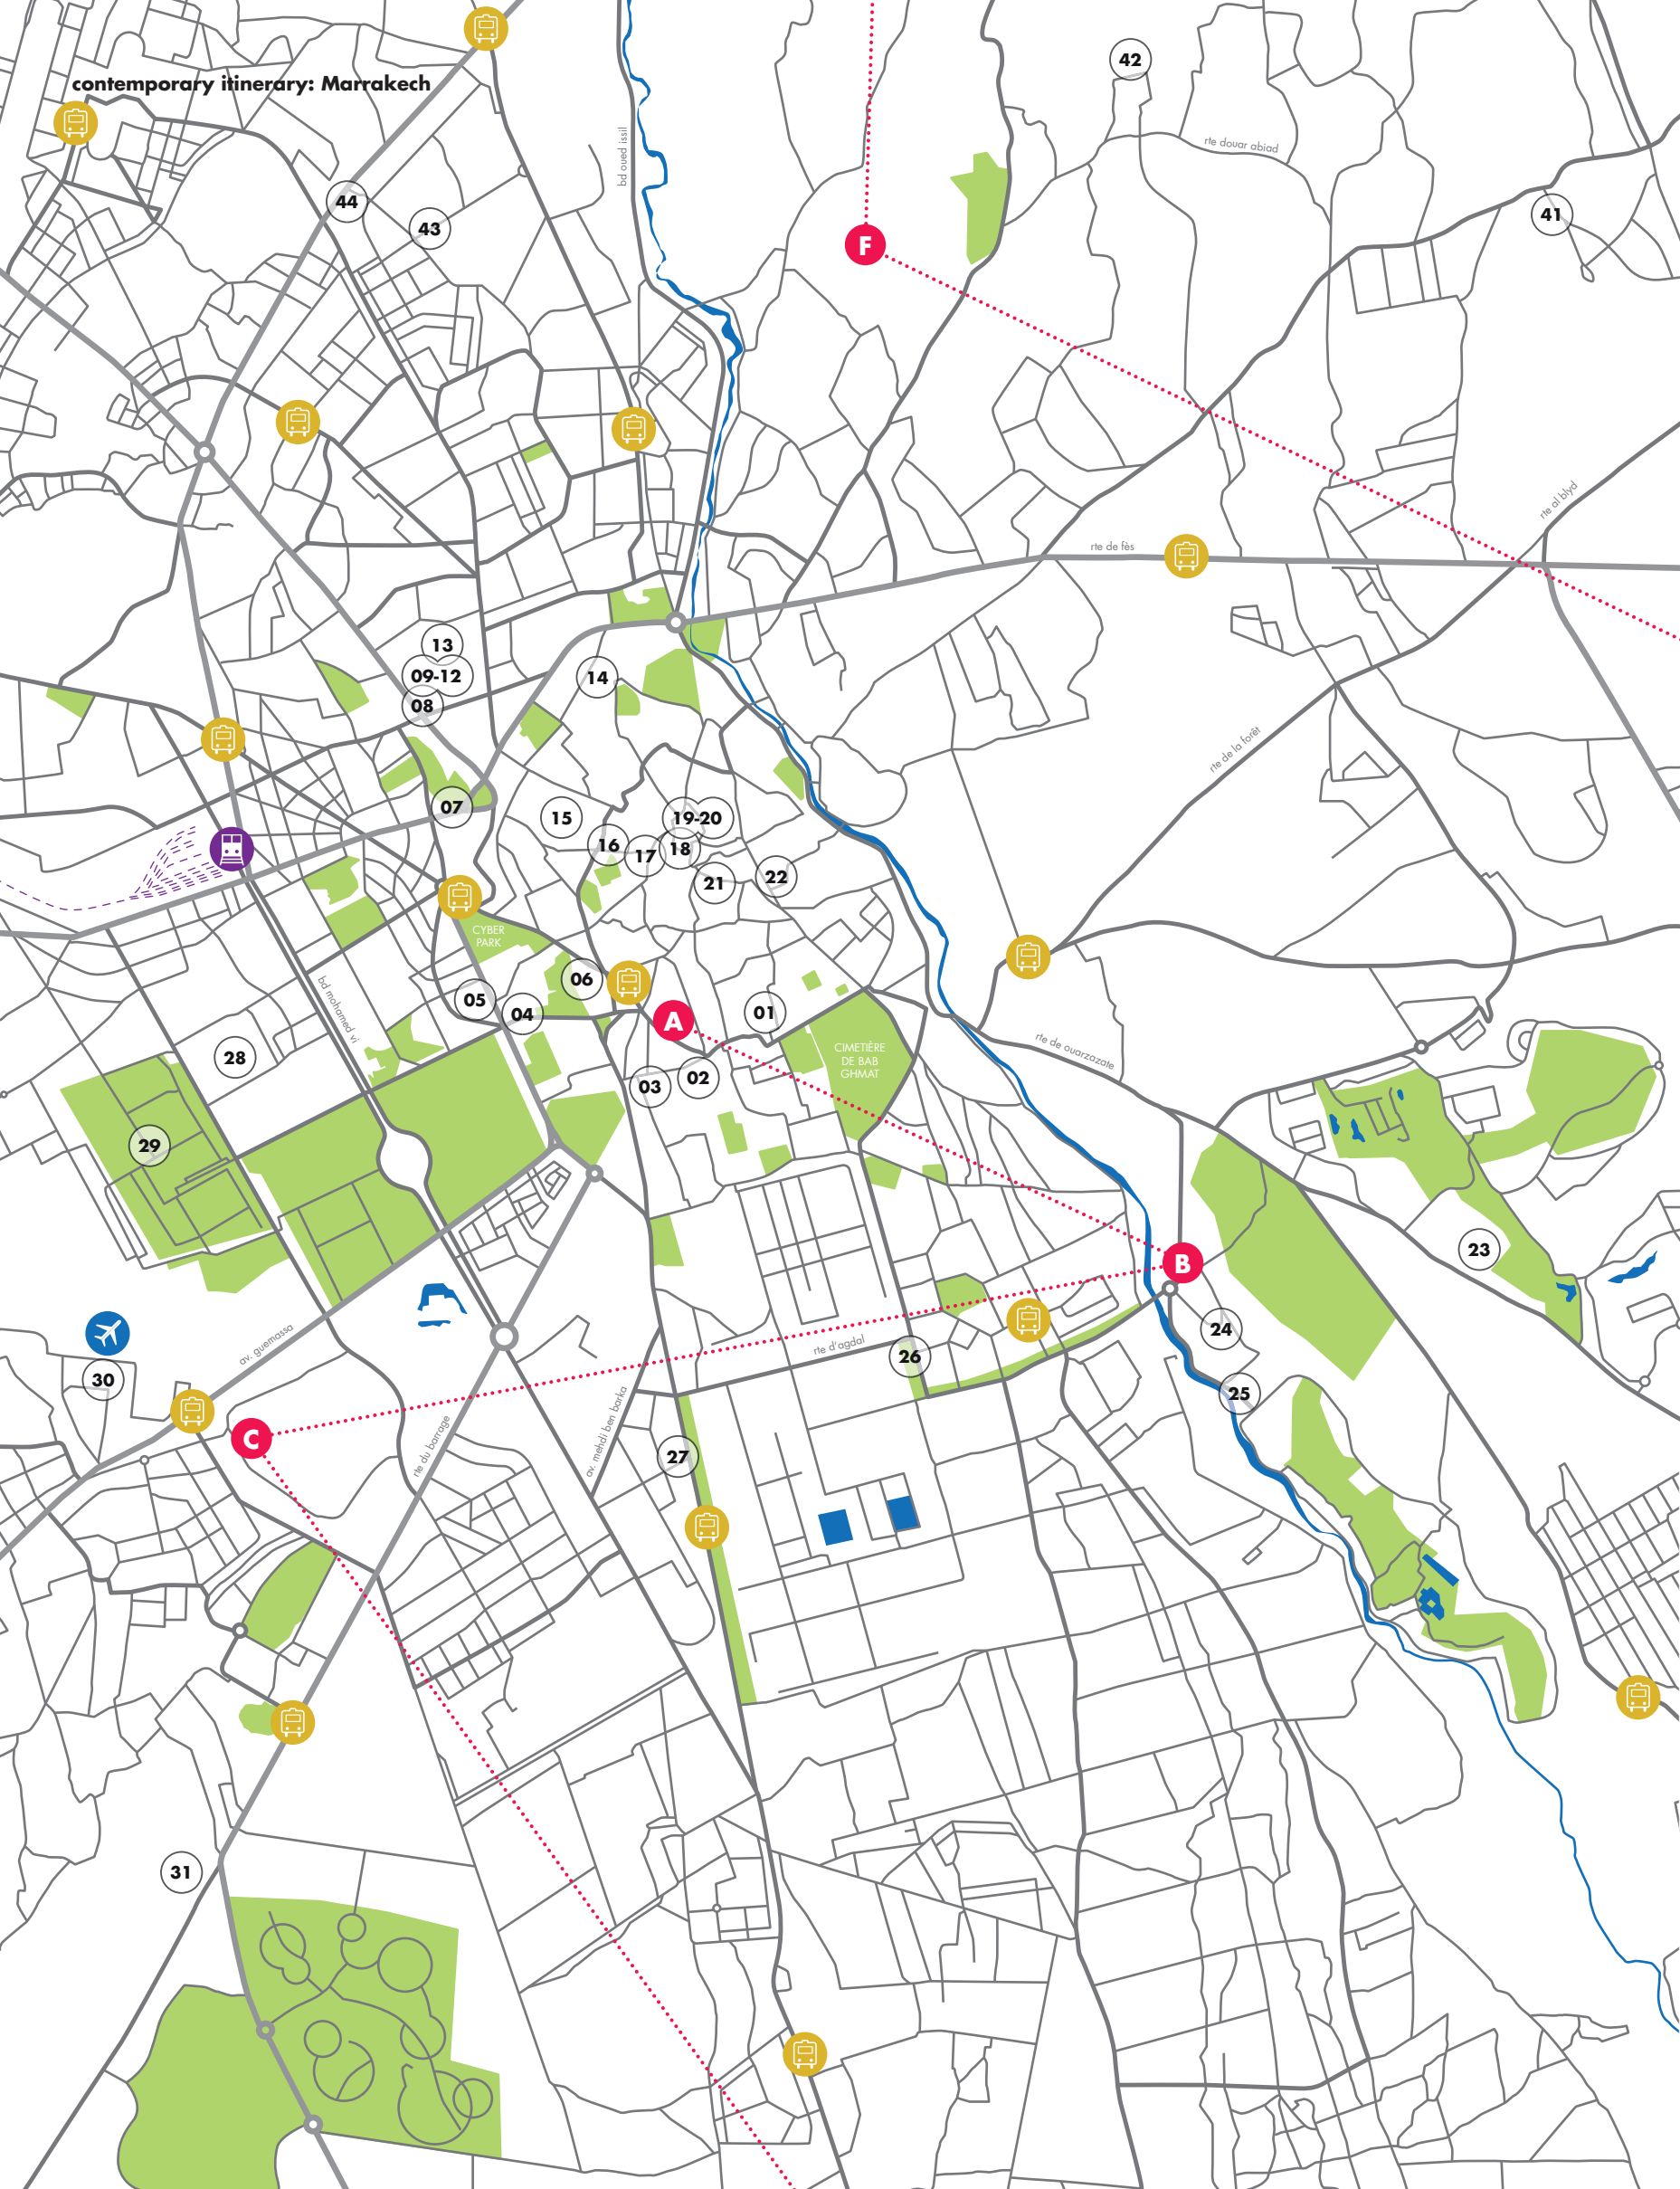 42
contemporary itinerary: Marrakech
bd oued issil
rte douar abiad
44
41
43
F
rte al blyd
rte de fès
13
09-12
14
08
rte de la forêt
07
15
19-20
16
17
18
21
22
CYBER
PARK
06
05
04
01
A
bd mohamed vi
28
CIMETIÈRE
DE BAB
GHMAT
rte de ouarzazate
03
02
29
23
B
24
av. guemassa
rte d'agdal
26
30
25
C
rte du barrage
av. mehdi ben barka
27
31